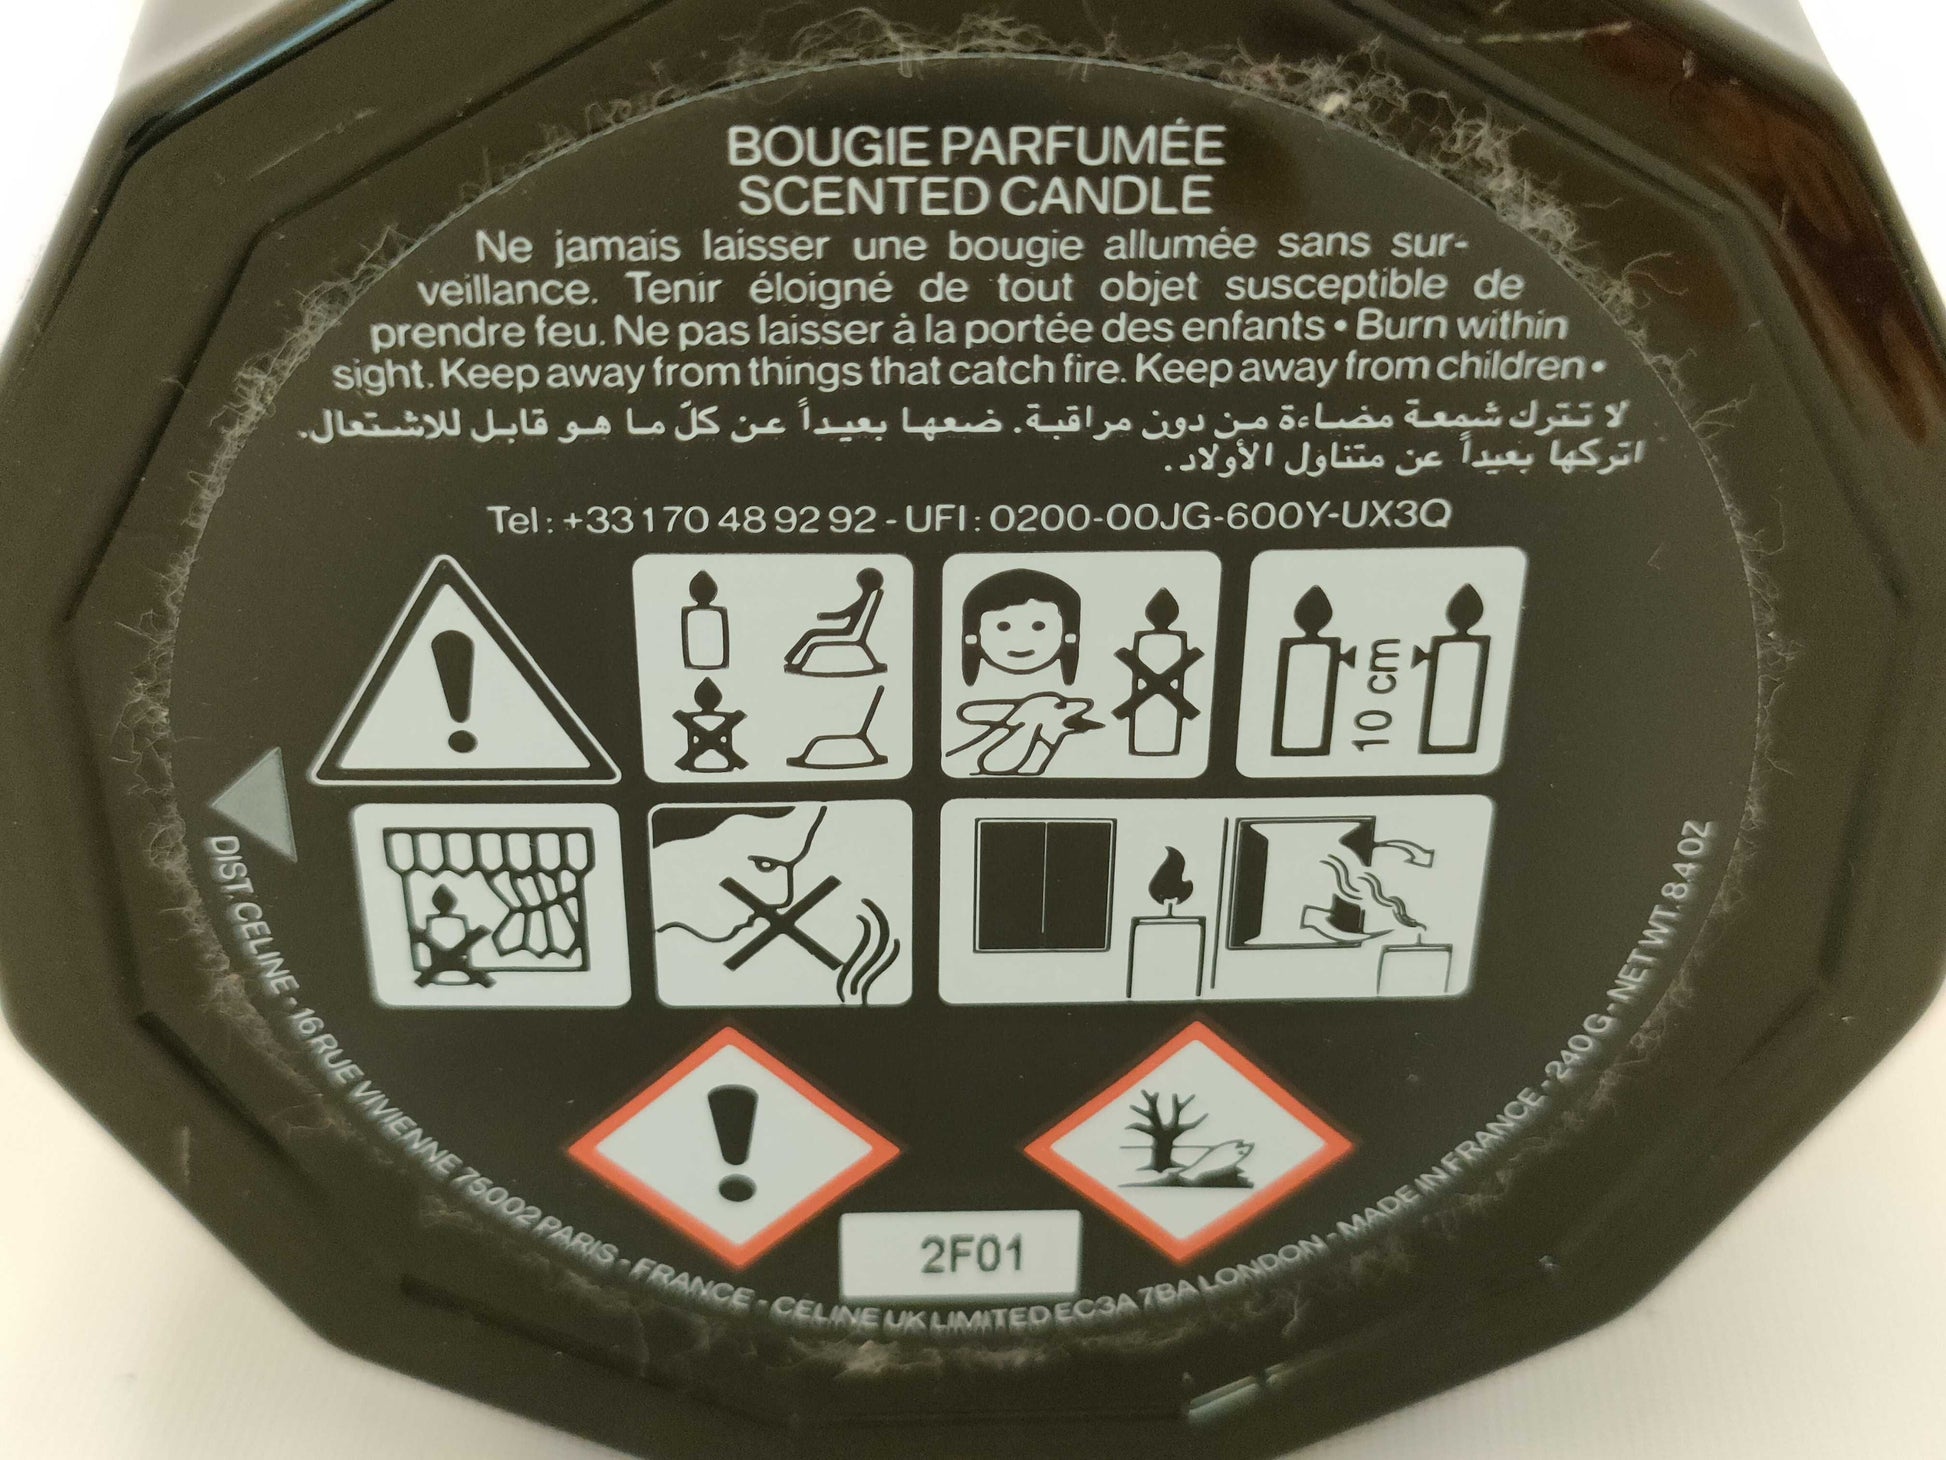 BOUGIE PARFUMÉE
SCENTED CANDLE
Ne jamais laisser une bougie allumée sans sur-
veillance. Tenir éloigné de tout objet susceptible de
prendre feu. Ne pas laisser à la portée des enfants • Burn within
sight. Keep away from things that catch fire. Keep away from children •
لا تترك شمعة مضاءة من دون مراقبة. ضعها بعيداً عن كلّ ما هو قابل للاشتعال.
اتركها بعيداً عن متناول الأولاد.
Tel : +33 1 70 48 92 92 - UFI : 0200-00JG-600Y-UX3Q
10 cm
2F01
DIST. CELINE - 16 RUE VIVIENNE 75002 PARIS - FRANCE - CELINE UK LIMITED EC3A 7BA LONDON - MADE IN FRANCE - 240 G - NET WT. 8.4 OZ